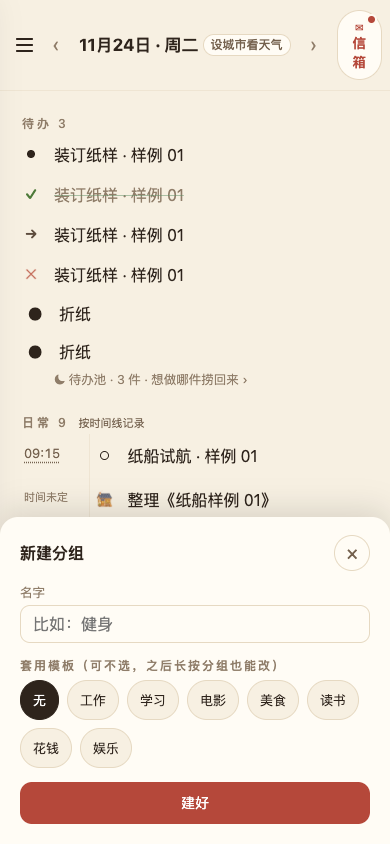 11月24日 · 周二 设城市看天气
信箱
待办 3
装订纸样 · 样例 01
装订纸样 · 样例 01
装订纸样 · 样例 01
装订纸样 · 样例 01
折纸
折纸
待办池 · 3 件 · 想做哪件捞回来 ›
日常 9 按时间线记录
09:15 纸船试航 · 样例 01
时间未定 整理《纸船样例 01》
新建分组
名字
比如：健身
套用模板（可不选，之后长按分组也能改）
无 工作 学习 电影 美食 读书
花钱 娱乐
建好